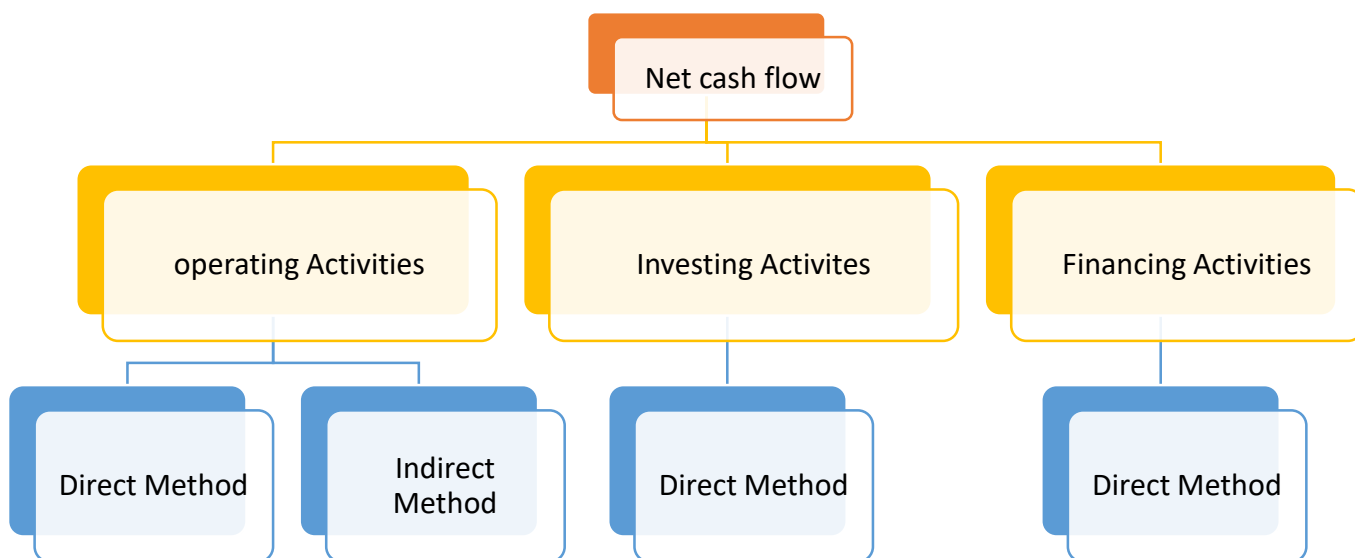 Net cash flow
operating Activities
Investing Activites
Financing Activities
Direct Method
Indirect
Method
Direct Method
Direct Method